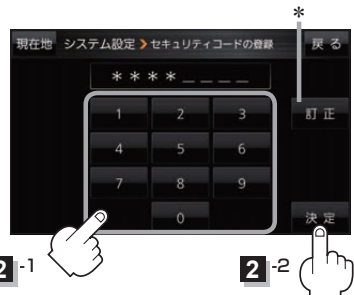 *
現在地 システム設定 > セキュリティコードの登録 戻る
* * * * _ _ _ _
1 2 3 訂正
4 5 6
7 8 9
0 決定
2 -1
2 -2